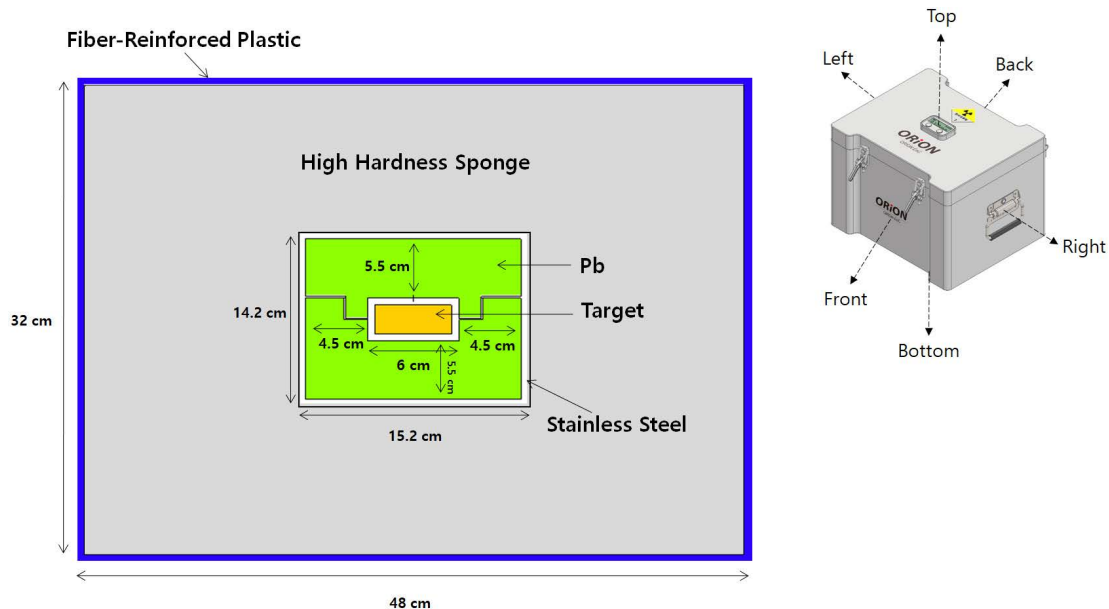 Fiber-Reinforced Plastic
High Hardness Sponge
5.5 cm
Pb
14.2 cm
Target
32 cm
4.5 cm
4.5 cm
6 cm
5.5 cm
Stainless Steel
15.2 cm
48 cm
Top
Left
Back
ORiON
ORiON
Right
Front
Bottom